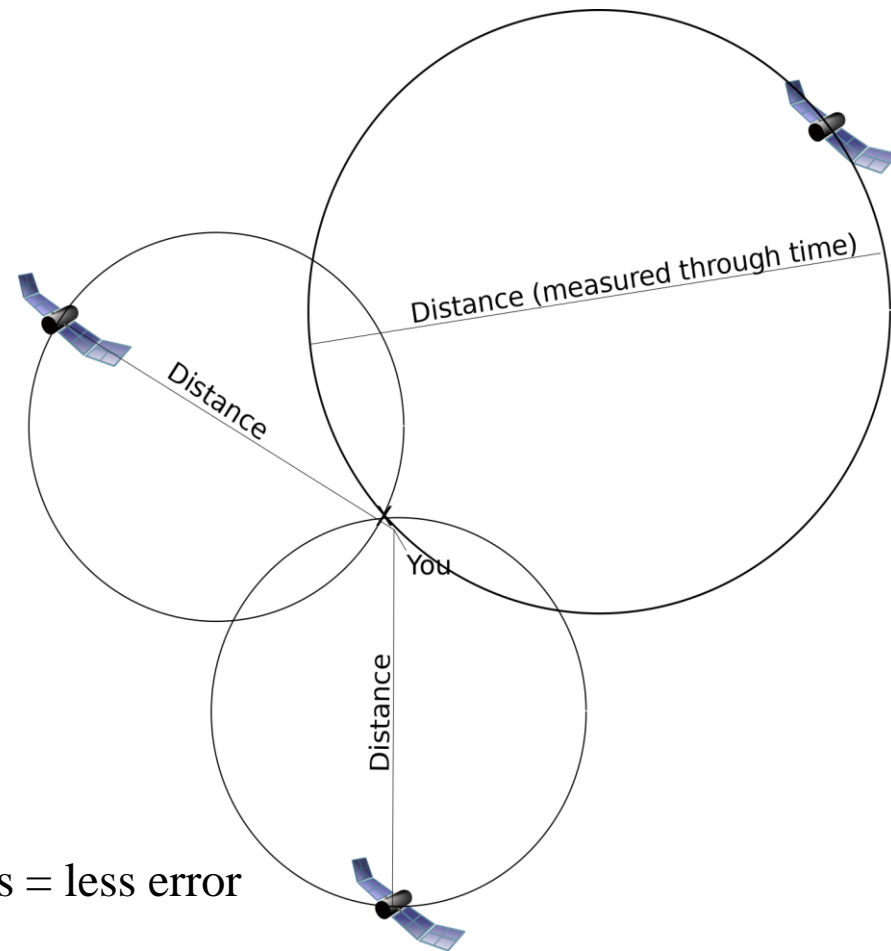 Distance (measured through time)
Distance
X
You
Distance
s = less error